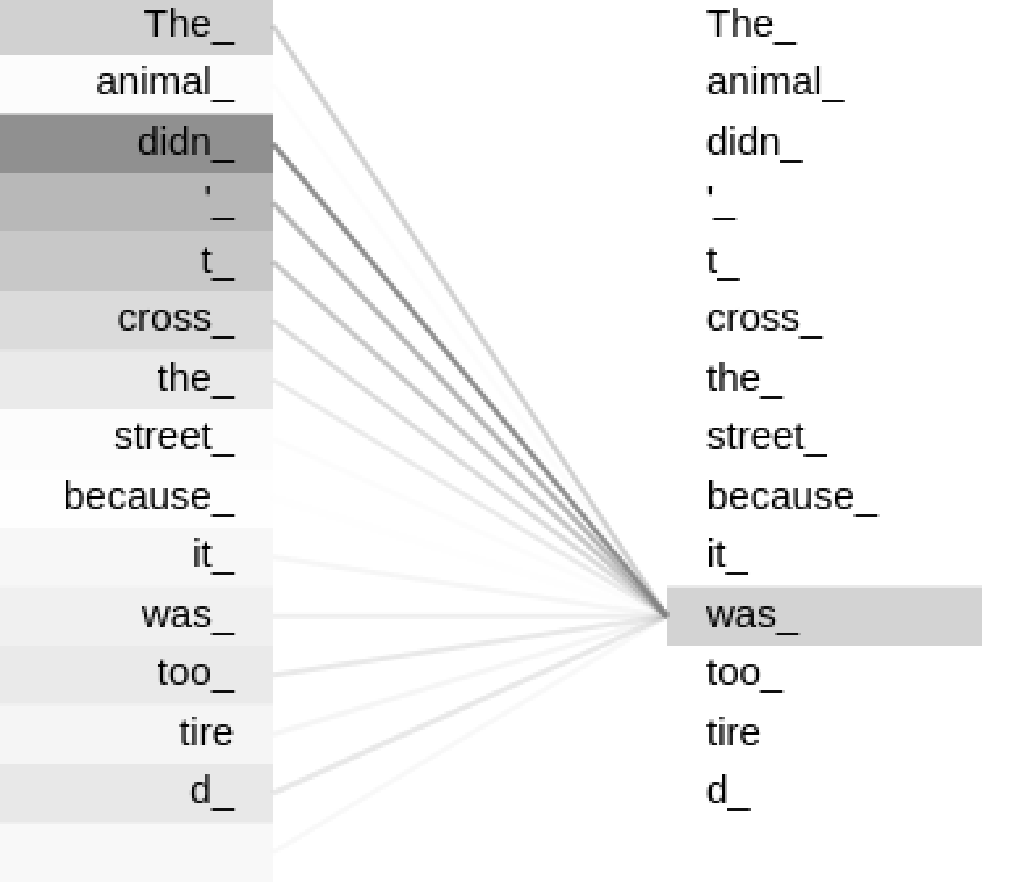 The_ The_
animal_ animal_
didn_ didn_
'_ '_
t_ t_
cross_ cross_
the_ the_
street_ street_
because_ because_
it_ it_
was_ was_
too_ too_
tire tire
d_ d_